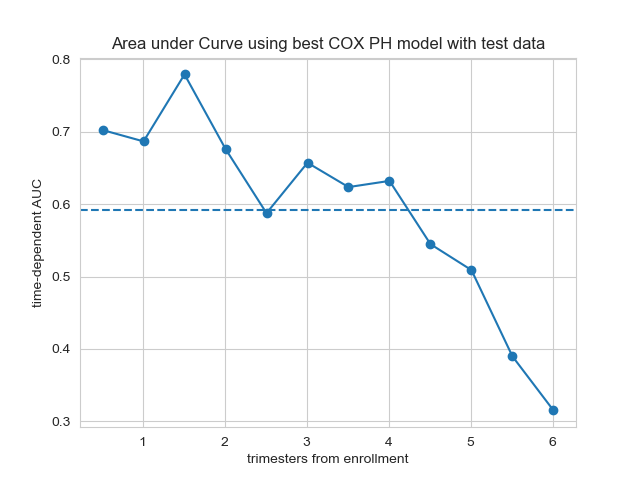 Area under Curve using best COX PH model with test data
time-dependent AUC
0.8
0.7
0.6
0.5
0.4
0.3
1 2 3 4 5 6
trimesters from enrollment